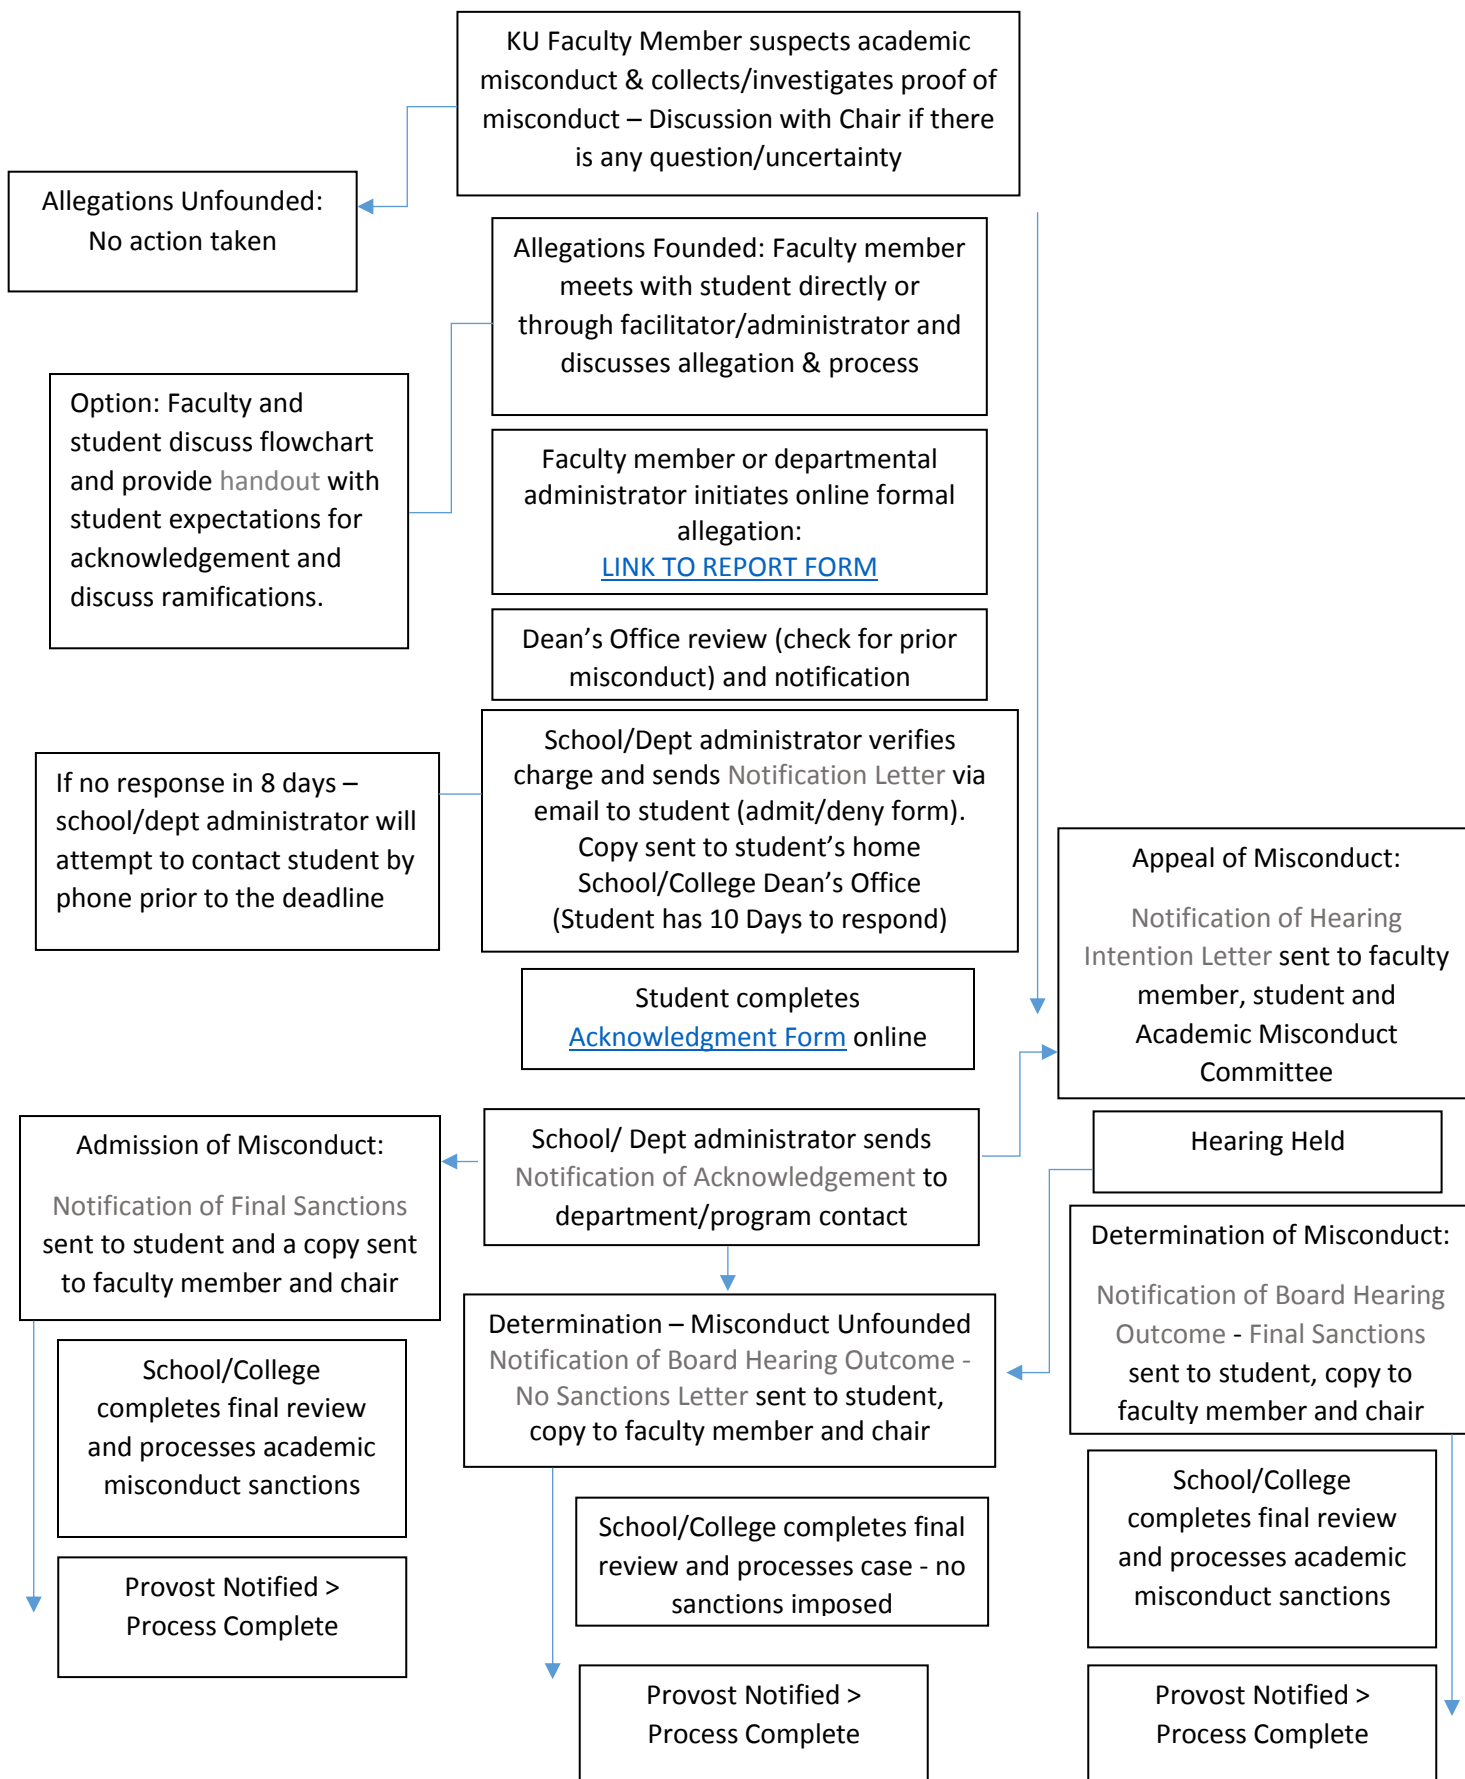 KU Faculty Member suspects academic
misconduct & collects/investigates proof of
misconduct – Discussion with Chair if there
is any question/uncertainty
Allegations Unfounded:
No action taken
Allegations Founded: Faculty member
meets with student directly or
through facilitator/administrator and
discusses allegation & process
Option: Faculty and
student discuss flowchart
and provide handout with
student expectations for
acknowledgement and
discuss ramifications.
Faculty member or departmental
administrator initiates online formal
allegation:
LINK TO REPORT FORM
Dean’s Office review (check for prior
misconduct) and notification
School/Dept administrator verifies
charge and sends Notification Letter via
email to student (admit/deny form).
Copy sent to student’s home
School/College Dean’s Office
(Student has 10 Days to respond)
If no response in 8 days –
school/dept administrator will
attempt to contact student by
phone prior to the deadline
Student completes
Acknowledgment Form online
Appeal of Misconduct:
Notification of Hearing
Intention Letter sent to faculty
member, student and
Academic Misconduct
Committee
Admission of Misconduct:
Notification of Final Sanctions
sent to student and a copy sent
to faculty member and chair
School/ Dept administrator sends
Notification of Acknowledgement to
department/program contact
Hearing Held
Determination of Misconduct:
Notification of Board Hearing
Outcome - Final Sanctions
sent to student, copy to
faculty member and chair
Determination – Misconduct Unfounded
Notification of Board Hearing Outcome -
No Sanctions Letter sent to student,
copy to faculty member and chair
School/College
completes final review
and processes academic
misconduct sanctions
School/College completes final
review and processes case - no
sanctions imposed
School/College
completes final review
and processes academic
misconduct sanctions
Provost Notified >
Process Complete
Provost Notified >
Process Complete
Provost Notified >
Process Complete